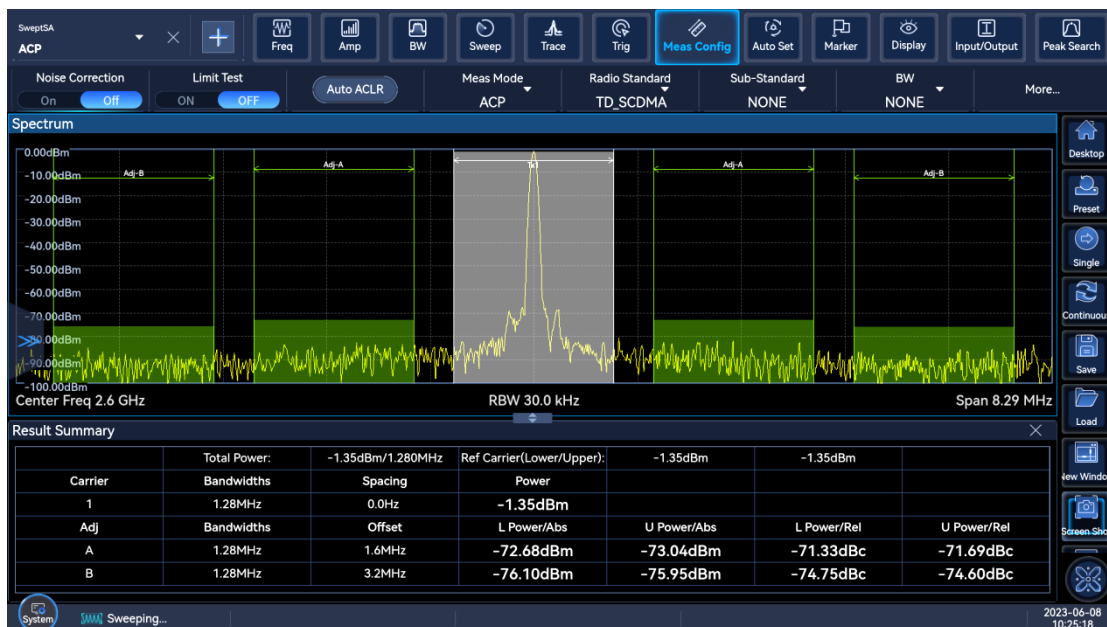 SweptSA
ACP
Freq
Amp
BW
Sweep
Trace
Trig
Meas Config
Auto Set
Marker
Display
Input/Output
Peak Search
Noise Correction
On Off
Limit Test
ON OFF
Auto ACLR
Meas Mode
ACP
Radio Standard
TD_SCDMA
Sub-Standard
NONE
BW
NONE
More...
Spectrum
0.00dBm
-10.00dBm
-20.00dBm
-30.00dBm
-40.00dBm
-50.00dBm
-60.00dBm
-70.00dBm
-90.00dBm
-100.00dBm
Adj-B
Adj-A
Adj-A
Adj-B
Center Freq 2.6 GHz RBW 30.0 kHz Span 8.29 MHz
Result Summary
Total Power: -1.35dBm/1.280MHz Ref Carrier(Lower/Upper): -1.35dBm -1.35dBm
Carrier Bandwidths Spacing Power
1 1.28MHz 0.0Hz -1.35dBm
Adj Bandwidths Offset L Power/Abs U Power/Abs L Power/Rel U Power/Rel
A 1.28MHz 1.6MHz -72.68dBm -73.04dBm -71.33dBc -71.69dBc
B 1.28MHz 3.2MHz -76.10dBm -75.95dBm -74.75dBc -74.60dBc
Desktop
Preset
Single
Continuou
Save
Load
New Windo
Screen Sho
System
Sweeping...
2023-06-08
10:25:18